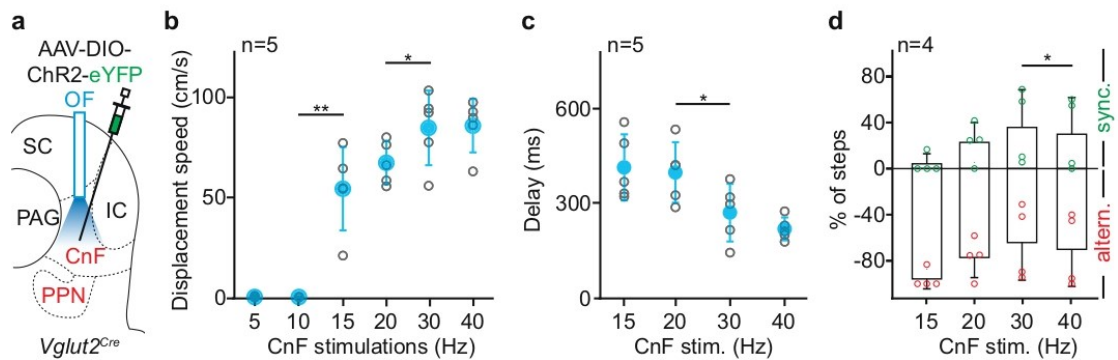 a
AAV-DIO-
ChR2-eYFP
OF
SC
PAG
IC
CnF
PPN
Vglut2Cre
b
n=5
Displacement speed (cm/s)
100
50
0
**
*
5 10 15 20 30 40
CnF stimulations (Hz)
c
n=5
Delay (ms)
600
300
0
*
15 20 30 40
CnF stim. (Hz)
d
n=4
% of steps
80
40
0
-40
-80
*
sync.
altern.
15 20 30 40
CnF stim. (Hz)